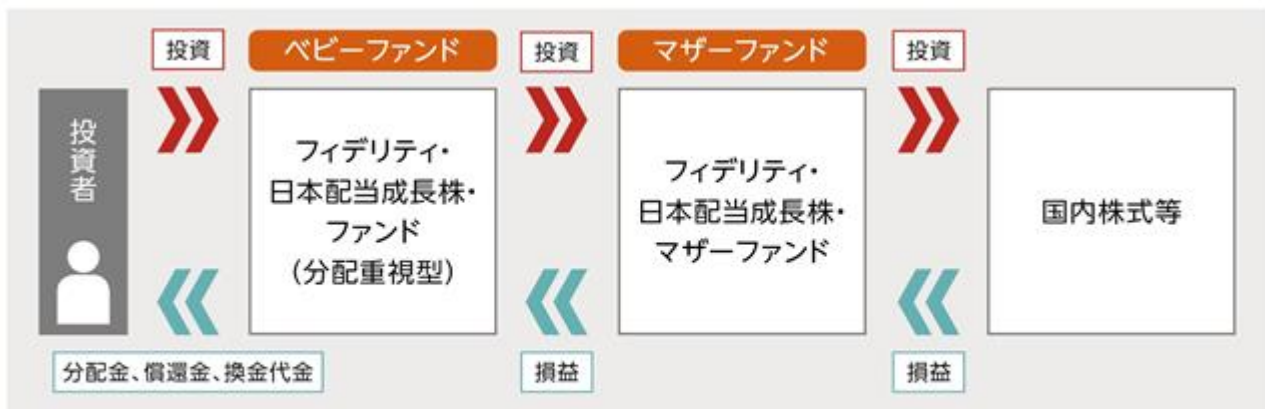 投資
ベビーファンド
投資
マザーファンド
投資
投資者
フィデリティ・
日本配当成長株・
ファンド
（分配重視型）
フィデリティ・
日本配当成長株・
マザーファンド
国内株式等
分配金、償還金、換金代金
損益
損益